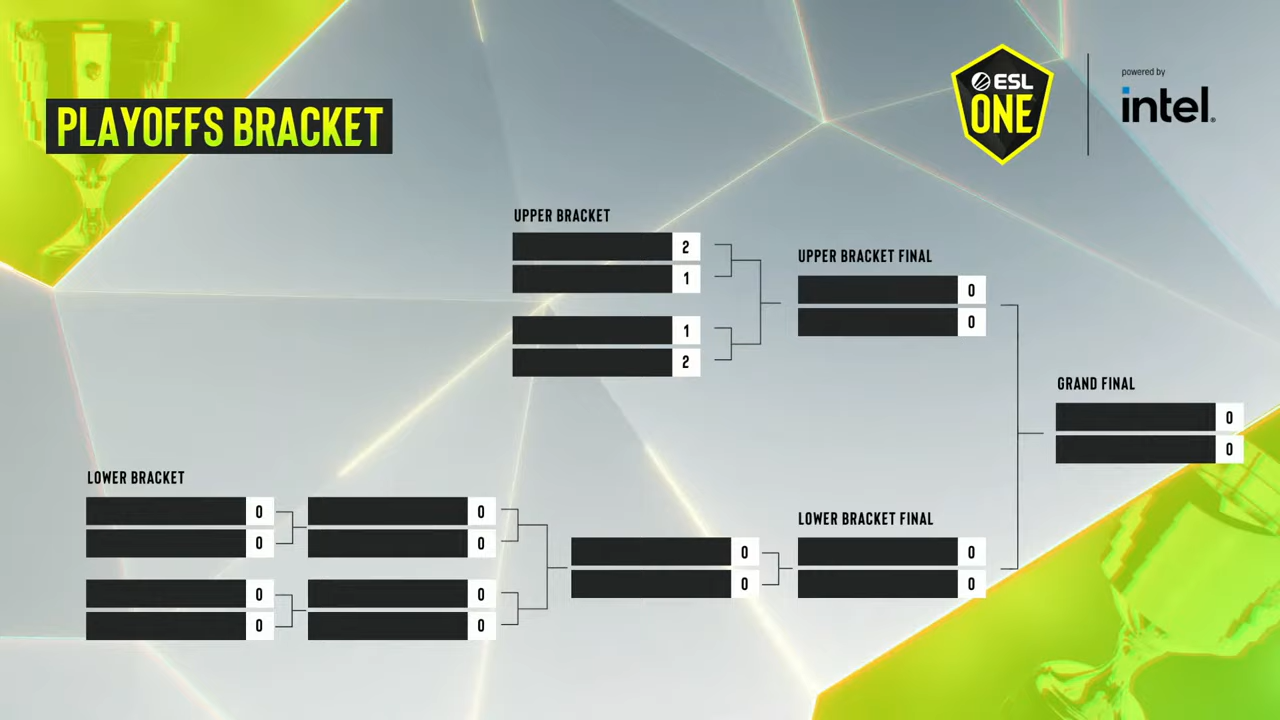 PLAYOFFS BRACKET
ESL
ONE
powered by
intel.
UPPER BRACKET
2
1
1
2
UPPER BRACKET FINAL
0
0
GRAND FINAL
0
0
LOWER BRACKET
0
0
0
0
0
0
0
0
0
0
LOWER BRACKET FINAL
0
0